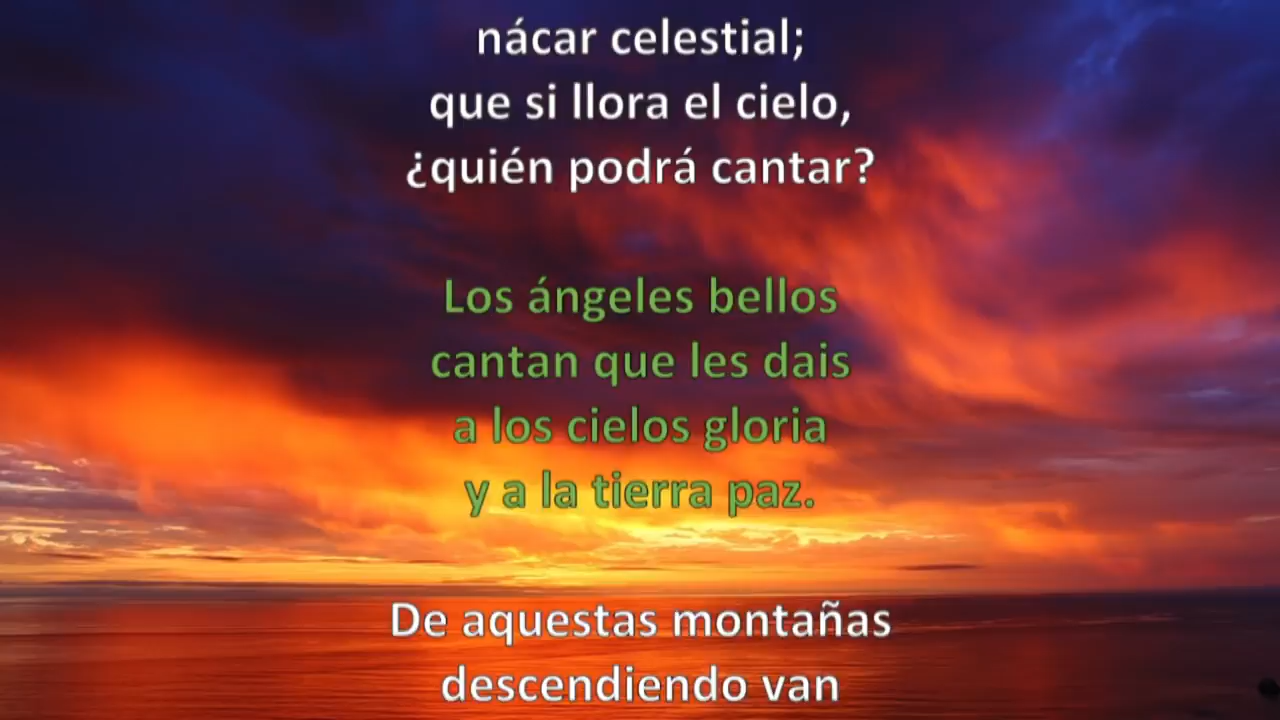 nácar celestial;
que si llora el cielo,
¿quién podrá cantar?
Los ángeles bellos
cantan que les dais
a los cielos gloria
y a la tierra paz.
De aquestas montañas
descendiendo van